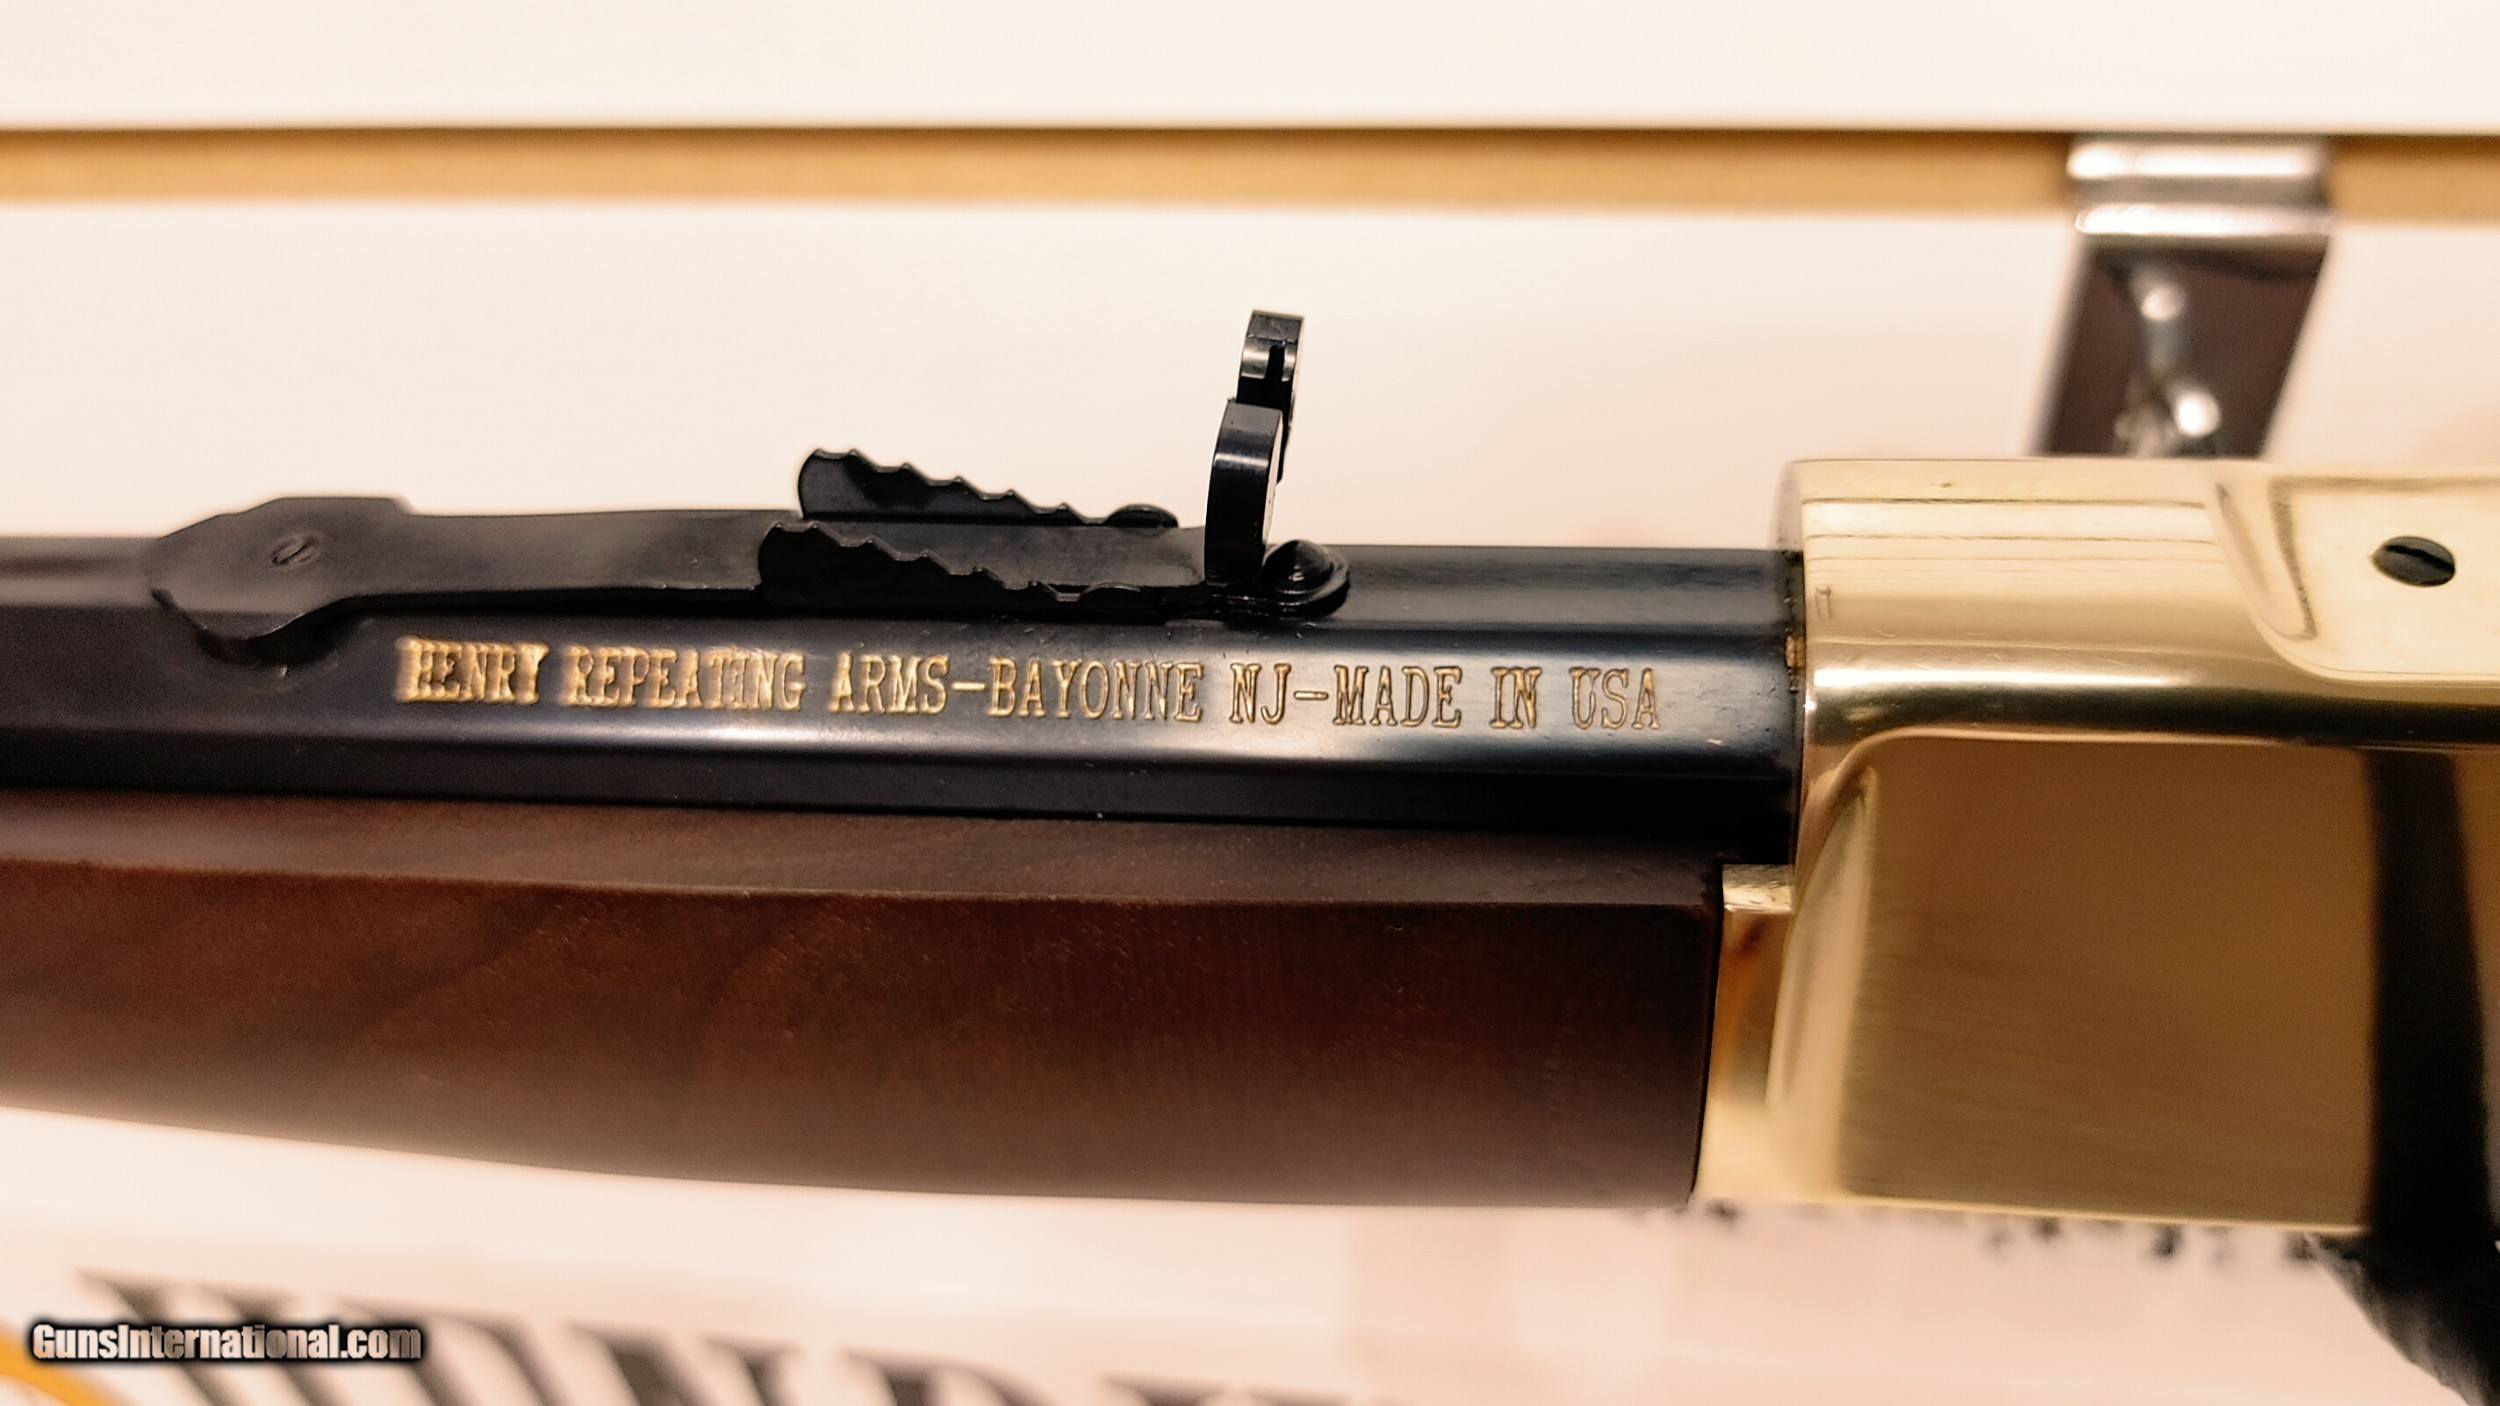 HENRY REPEATING ARMS-BAYONNE NJ-MADE IN USA
GunsInternational.com